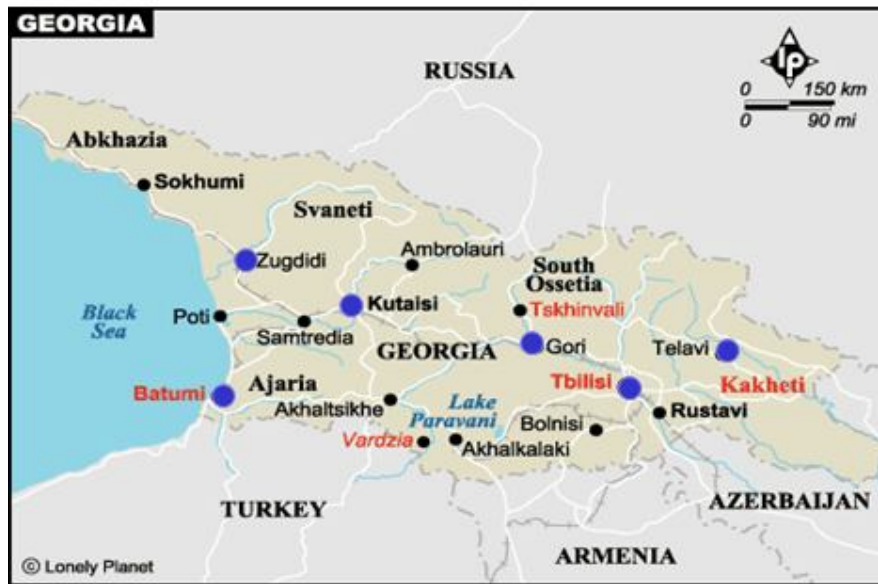 GEORGIA
RUSSIA
lp
0 150 km
0 90 mi
Abkhazia
Sokhumi
Svaneti
Zugdidi
Ambrolauri
South
Ossetia
Tskhinvali
Black
Sea
Poti
Kutaisi
Samtredia
GEORGIA
Gori
Telavi
Batumi
Ajaria
Tbilisi
Kakheti
Akhaltsikhe
Lake
Paravani
Bolnisi
Rustavi
Vardzia
Akhalkalaki
TURKEY
AZERBAIJAN
ARMENIA
© Lonely Planet